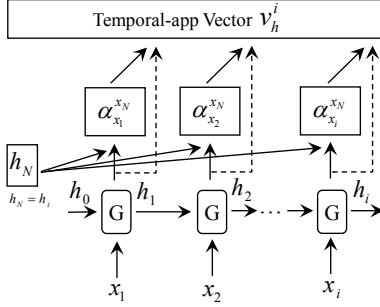 Temporal-app Vector v_h^i
α_{x_1}^{x_N} α_{x_2}^{x_N} α_{x_i}^{x_N}
h_N
h_N = h_i
h_0 h_1 h_2 h_i
G G ... G
x_1 x_2 x_i